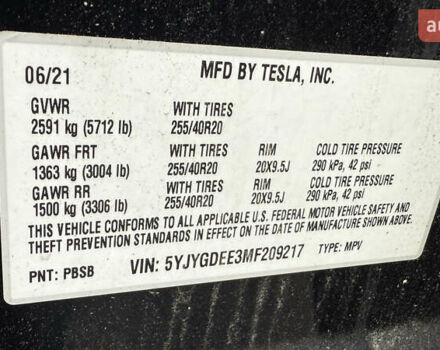 au
06/21 MFD BY TESLA, INC.
GVWR WITH TIRES
2591 kg (5712 lb) 255/40R20
GAWR FRT WITH TIRES RIM COLD TIRE PRESSURE
1363 kg (3004 lb) 255/40R20 20X9.5J 290 kPa, 42 psi
GAWR RR WITH TIRES RIM COLD TIRE PRESSURE
1500 kg (3306 lb) 255/40R20 20X9.5J 290 kPa, 42 psi
THIS VEHICLE CONFORMS TO ALL APPLICABLE U.S. FEDERAL MOTOR VEHICLE SAFETY AND
THEFT PREVENTION STANDARDS IN EFFECT ON THE DATE OF MANUFACTURE SHOWN ABOVE.
PNT: PBSB VIN: 5YJYGDEE3MF209217 TYPE: MPV